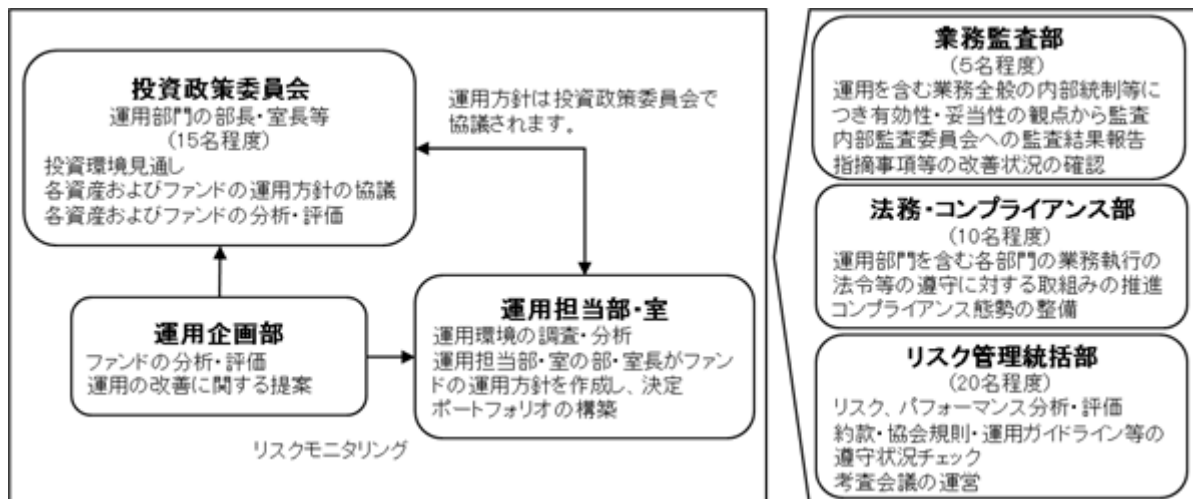 投資政策委員会
運用部門の部長・室長等
(15名程度)
投資環境見通し
各資産およびファンドの運用方針の協議
各資産およびファンドの分析・評価
運用方針は投資政策委員会で
協議されます。
運用企画部
ファンドの分析・評価
運用の改善に関する提案
運用担当部・室
運用環境の調査・分析
運用担当部・室の部・室長がファン
ドの運用方針を作成し、決定
ポートフォリオの構築
リスクモニタリング
業務監査部
(5名程度)
運用を含む業務全般の内部統制等に
つき有効性・妥当性の観点から監査
内部監査委員会への監査結果報告
指摘事項等の改善状況の確認
法務・コンプライアンス部
(10名程度)
運用部門を含む各部門の業務執行の
法令等の遵守に対する取組みの推進
コンプライアンス態勢の整備
リスク管理統括部
(20名程度)
リスク、パフォーマンス分析・評価
約款・協会規則・運用ガイドライン等の
遵守状況チェック
考査会議の運営